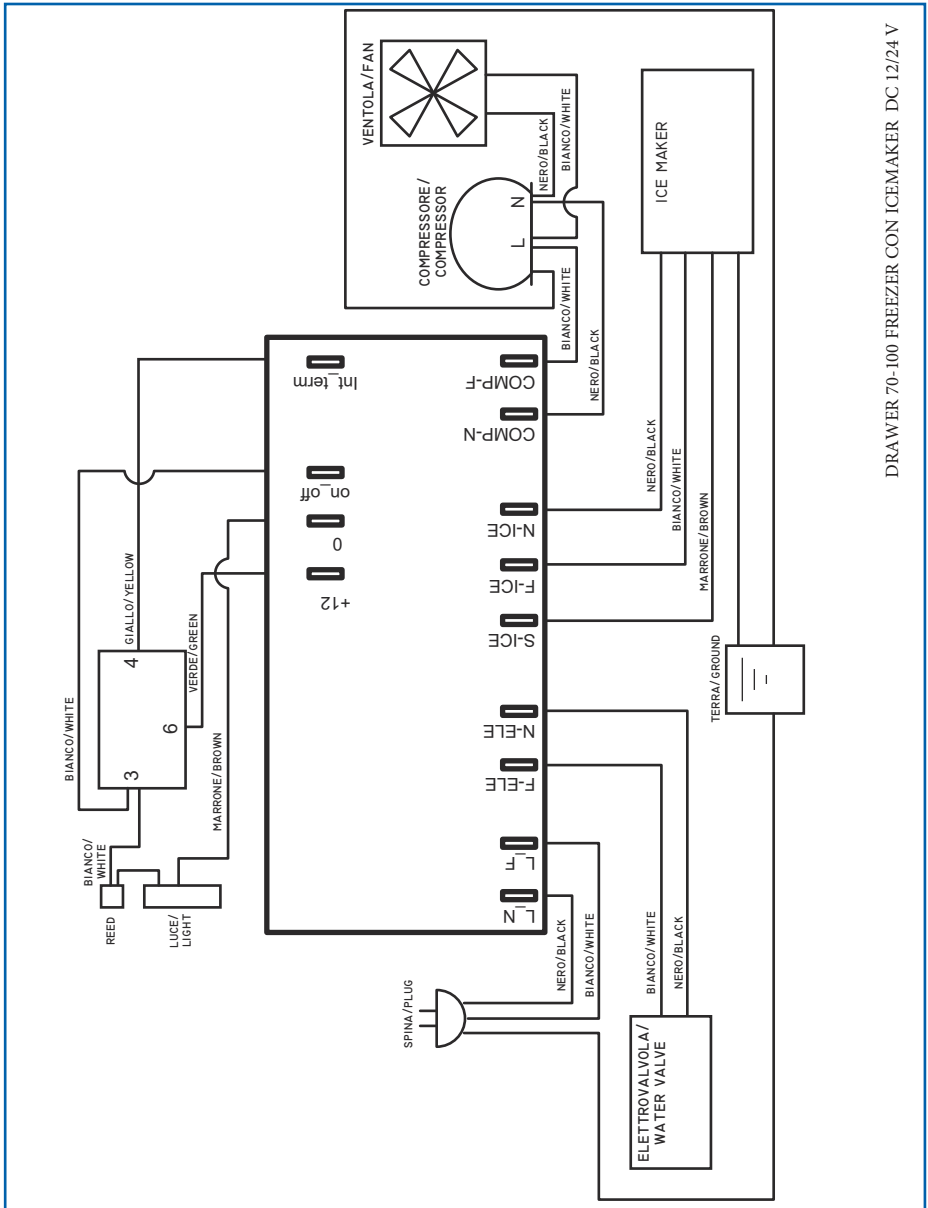 SPINA/PLUG
REED
LUCE/
LIGHT
BIANCO/
WHITE
BIANCO/WHITE
3
6
4
MARRONE/BROWN
VERDE/GREEN
GIALLO/YELLOW
+12
0
on_off
Int_term
L_N
L_F
F-ELE
N-ELE
S-ICE
F-ICE
N-ICE
COMP-N
COMP-F
NERO/BLACK
BIANCO/WHITE
BIANCO/WHITE
NERO/BLACK
ELETTROVALVOLA/
WATER VALVE
TERRA/GROUND
MARRONE/BROWN
BIANCO/WHITE
NERO/BLACK
NERO/BLACK
BIANCO/WHITE
COMPRESSORE/
COMPRESSOR
L
N
NERO/BLACK
BIANCO/WHITE
VENTOLA/FAN
ICE MAKER
DRAWER 70-100 FREEZER CON ICEMAKER DC 12/24 V